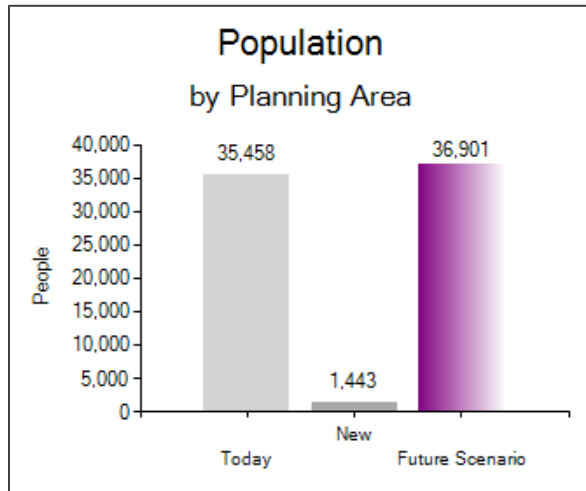 Population
by Planning Area
40,000
35,000
30,000
25,000
20,000
15,000
10,000
5,000
0
People
35,458
1,443
36,901
New
Today Future Scenario